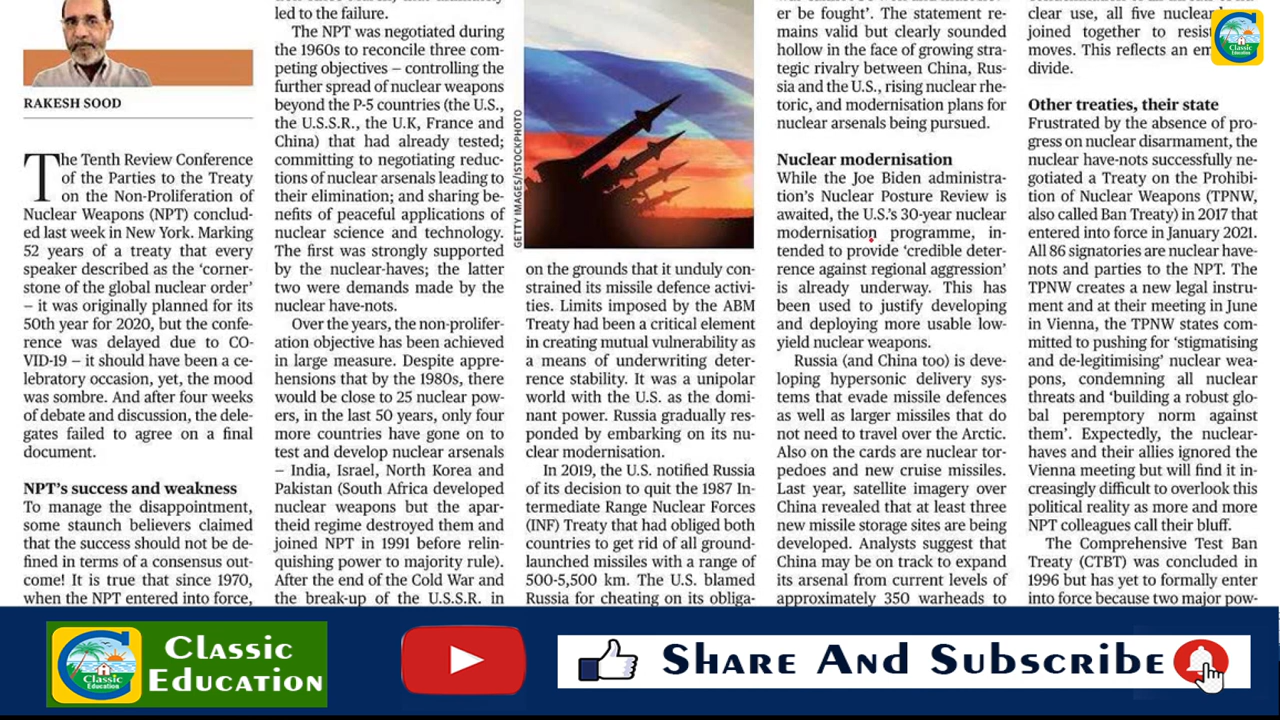 RAKESH SOOD
The Tenth Review Conference
of the Parties to the Treaty
on the Non-Proliferation of
Nuclear Weapons (NPT) conclud-
ed last week in New York. Marking
52 years of a treaty that every
speaker described as the ‘corner-
stone of the global nuclear order’
– it was originally planned for its
50th year for 2020, but the confe-
rence was delayed due to CO-
VID-19 – it should have been a ce-
lebratory occasion, yet, the mood
was sombre. And after four weeks
of debate and discussion, the dele-
gates failed to agree on a final
document.
NPT’s success and weakness
To manage the disappointment,
some staunch believers claimed
that the success should not be de-
fined in terms of a consensus out-
come! It is true that since 1970,
when the NPT entered into force,
led to the failure.
The NPT was negotiated during
the 1960s to reconcile three com-
peting objectives – controlling the
further spread of nuclear weapons
beyond the P-5 countries (the U.S.,
the U.S.S.R., the U.K, France and
China) that had already tested;
committing to negotiating reduc-
tions of nuclear arsenals leading to
their elimination; and sharing be-
nefits of peaceful applications of
nuclear science and technology.
The first was strongly supported
by the nuclear-haves; the latter
two were demands made by the
nuclear have-nots.
Over the years, the non-prolifer-
ation objective has been achieved
in large measure. Despite appre-
hensions that by the 1980s, there
would be close to 25 nuclear pow-
ers, in the last 50 years, only four
more countries have gone on to
test and develop nuclear arsenals
– India, Israel, North Korea and
Pakistan (South Africa developed
nuclear weapons but the apar-
theid regime destroyed them and
joined NPT in 1991 before relin-
quishing power to majority rule).
After the end of the Cold War and
the break-up of the U.S.S.R. in
GETTY IMAGES/ISTOCKPHOTO
on the grounds that it unduly con-
strained its missile defence activi-
ties. Limits imposed by the ABM
Treaty had been a critical element
in creating mutual vulnerability as
a means of underwriting deter-
rence stability. It was a unipolar
world with the U.S. as the domi-
nant power. Russia gradually res-
ponded by embarking on its nu-
clear modernisation.
In 2019, the U.S. notified Russia
of its decision to quit the 1987 In-
termediate Range Nuclear Forces
(INF) Treaty that had obliged both
countries to get rid of all ground-
launched missiles with a range of
500-5,500 km. The U.S. blamed
Russia for cheating on its obliga-
er be fought’. The statement re-
mains valid but clearly sounded
hollow in the face of growing stra-
tegic rivalry between China, Rus-
sia and the U.S., rising nuclear rhe-
toric, and modernisation plans for
nuclear arsenals being pursued.
Nuclear modernisation
While the Joe Biden administra-
tion’s Nuclear Posture Review is
awaited, the U.S.’s 30-year nuclear
modernisation programme, in-
tended to provide ‘credible deter-
rence against regional aggression’
is already underway. This has
been used to justify developing
and deploying more usable low-
yield nuclear weapons.
Russia (and China too) is deve-
loping hypersonic delivery sys-
tems that evade missile defences
as well as larger missiles that do
not need to travel over the Arctic.
Also on the cards are nuclear tor-
pedoes and new cruise missiles.
Last year, satellite imagery over
China revealed that at least three
new missile storage sites are being
developed. Analysts suggest that
China may be on track to expand
its arsenal from current levels of
approximately 350 warheads to
clear use, all five nuclear
joined together to resis
moves. This reflects an em
divide.
Other treaties, their state
Frustrated by the absence of pro-
gress on nuclear disarmament, the
nuclear have-nots successfully ne-
gotiated a Treaty on the Prohibi-
tion of Nuclear Weapons (TPNW,
also called Ban Treaty) in 2017 that
entered into force in January 2021.
All 86 signatories are nuclear have-
nots and parties to the NPT. The
TPNW creates a new legal instru-
ment and at their meeting in June
in Vienna, the TPNW states com-
mitted to pushing for ‘stigmatising
and de-legitimising’ nuclear wea-
pons, condemning all nuclear
threats and ‘building a robust glo-
bal peremptory norm against
them’. Expectedly, the nuclear-
haves and their allies ignored the
Vienna meeting but will find it in-
creasingly difficult to overlook this
political reality as more and more
NPT colleagues call their bluff.
The Comprehensive Test Ban
Treaty (CTBT) was concluded in
1996 but has yet to formally enter
into force because two major pow-
Classic
Education
Classic
Education
Classic
Education
Share And Subscribe